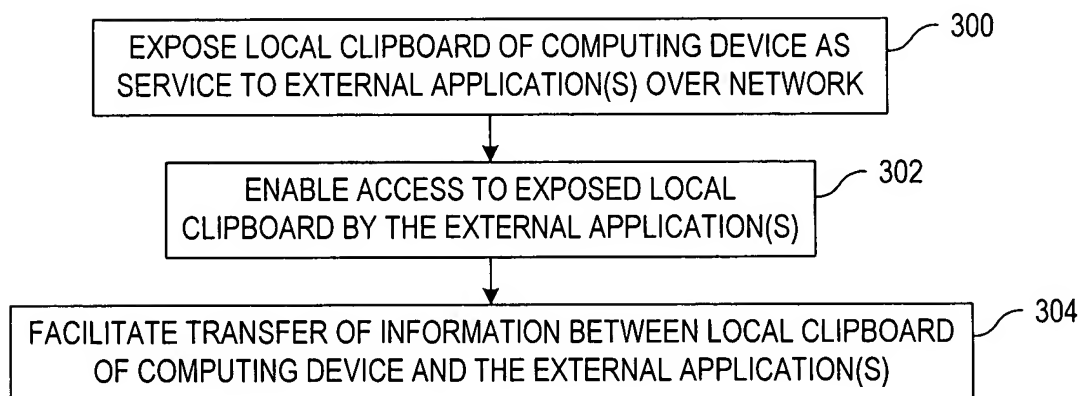 EXPOSE LOCAL CLIPBOARD OF COMPUTING DEVICE AS
SERVICE TO EXTERNAL APPLICATION(S) OVER NETWORK
300
ENABLE ACCESS TO EXPOSED LOCAL
CLIPBOARD BY THE EXTERNAL APPLICATION(S)
302
FACILITATE TRANSFER OF INFORMATION BETWEEN LOCAL CLIPBOARD
OF COMPUTING DEVICE AND THE EXTERNAL APPLICATION(S)
304